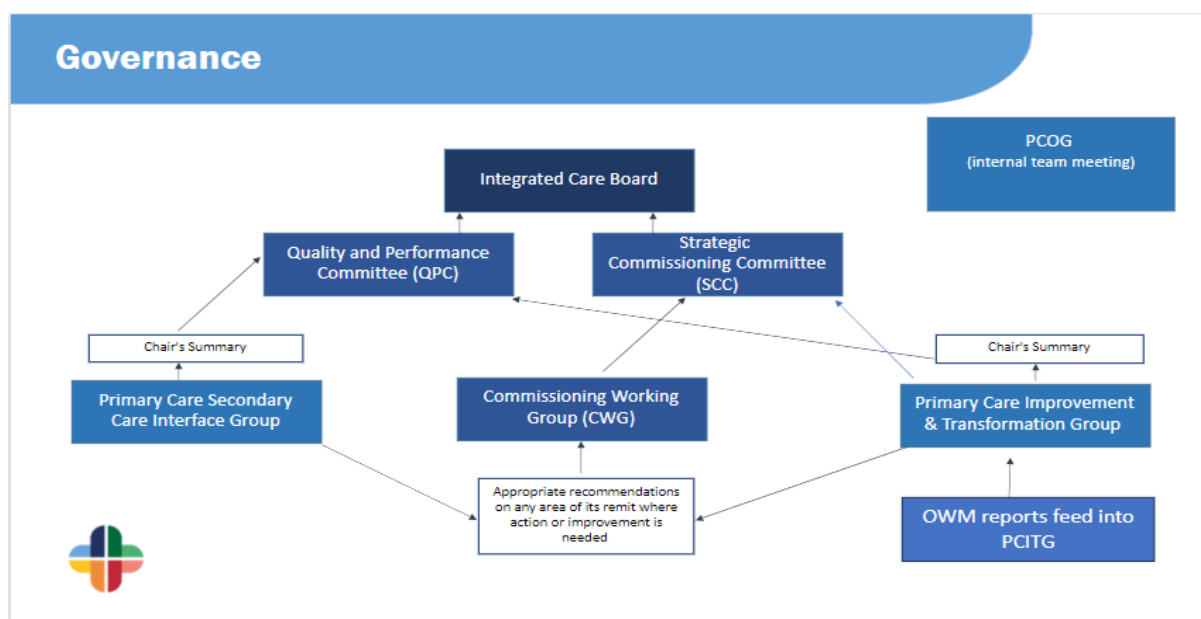 Governance
PCOG
(internal team meeting)
Integrated Care Board
Quality and Performance
Committee (QPC)
Strategic
Commissioning Committee
(SCC)
Chair's Summary
Chair's Summary
Primary Care Secondary
Care Interface Group
Commissioning Working
Group (CWG)
Primary Care Improvement
& Transformation Group
Appropriate recommendations
on any area of its remit where
action or improvement is
needed
OWM reports feed into
PCITG